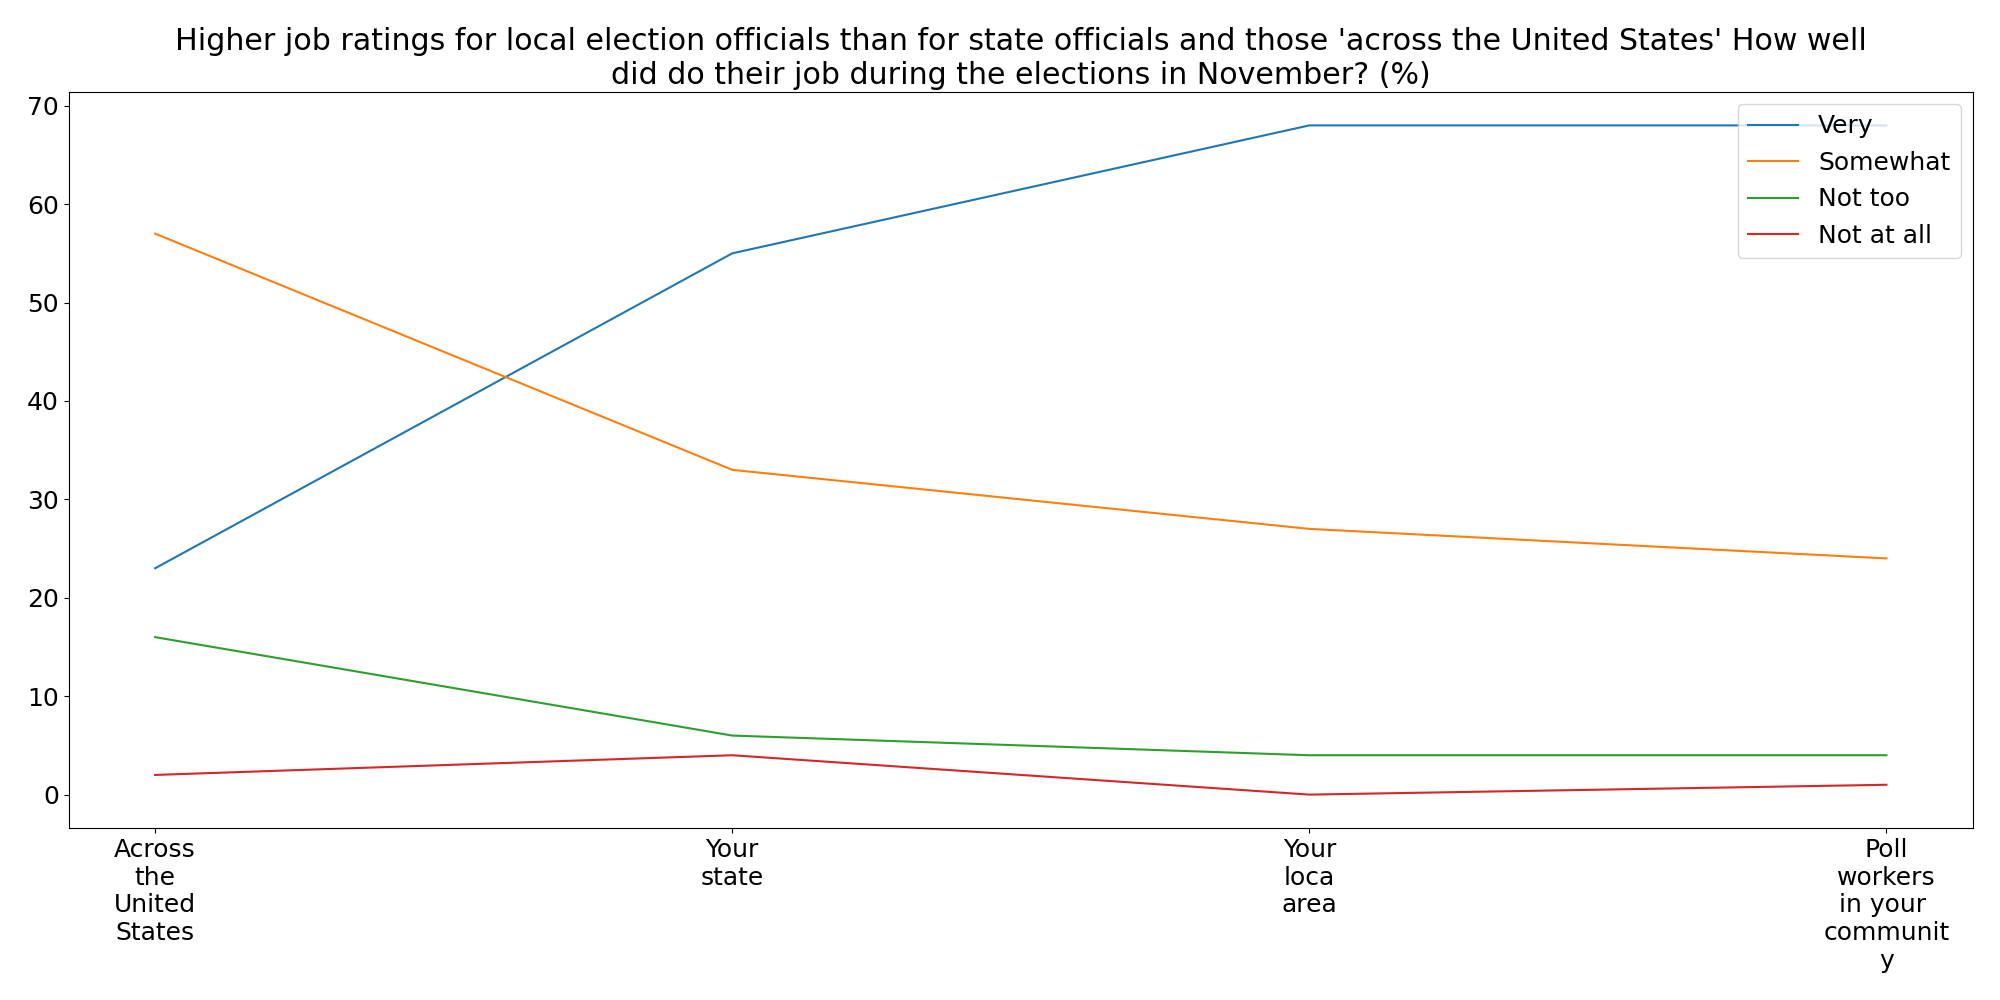 Higher job ratings for local election officials than for state officials and those 'across the United States' How well
did do their job during the elections in November? (%)
70
60
50
40
30
20
10
0
Very
Somewhat
Not too
Not at all
Across
the
United
States
Your
state
Your
loca
area
Poll
workers
in your
communit
y